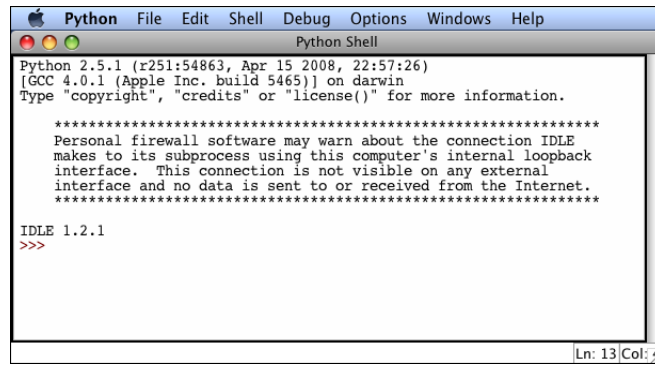 Python File Edit Shell Debug Options Windows Help
Python Shell
Python 2.5.1 (r251:54863, Apr 15 2008, 22:57:26)
[GCC 4.0.1 (Apple Inc. build 5465)] on darwin
Type "copyright", "credits" or "license()" for more information.
****************************************************************
Personal firewall software may warn about the connection IDLE
makes to its subprocess using this computer's internal loopback
interface.  This connection is not visible on any external
interface and no data is sent to or received from the Internet.
****************************************************************
IDLE 1.2.1
>>>
Ln: 13 Col: